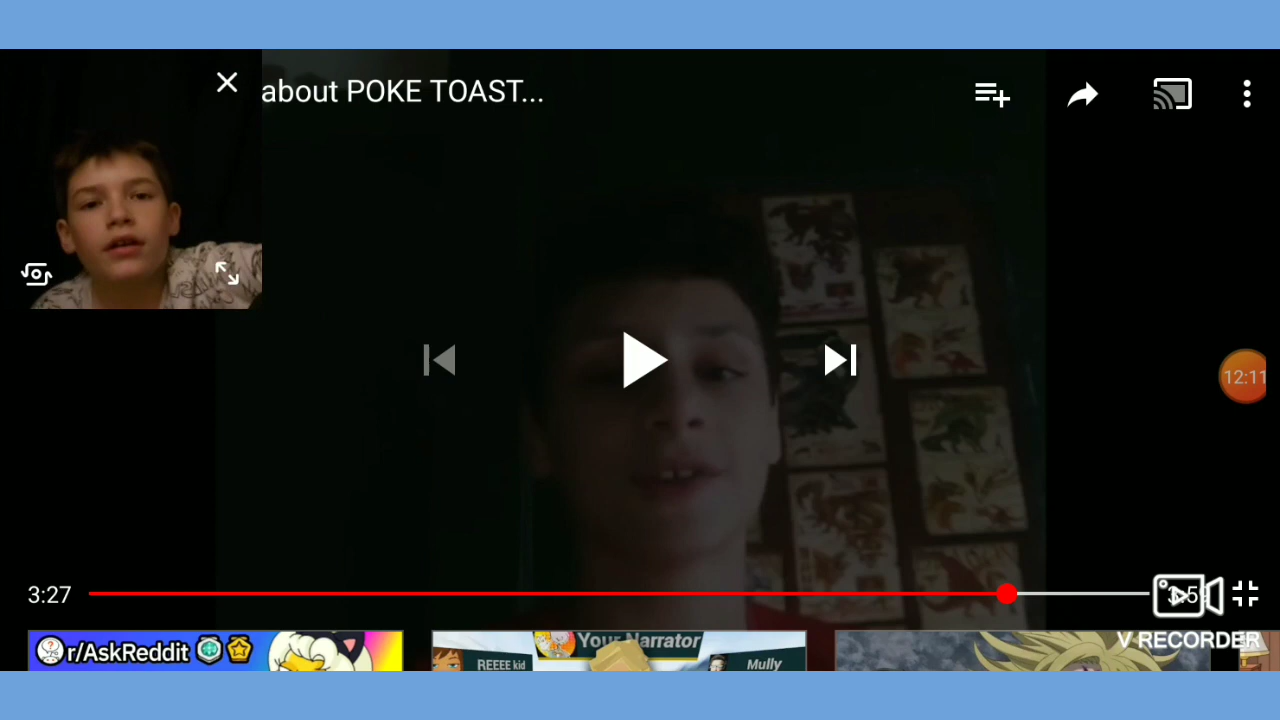 about POKE TOAST...
12:11
3:27
V RECORDER
r/AskReddit
Your Narrator
REEEE kid
Mully